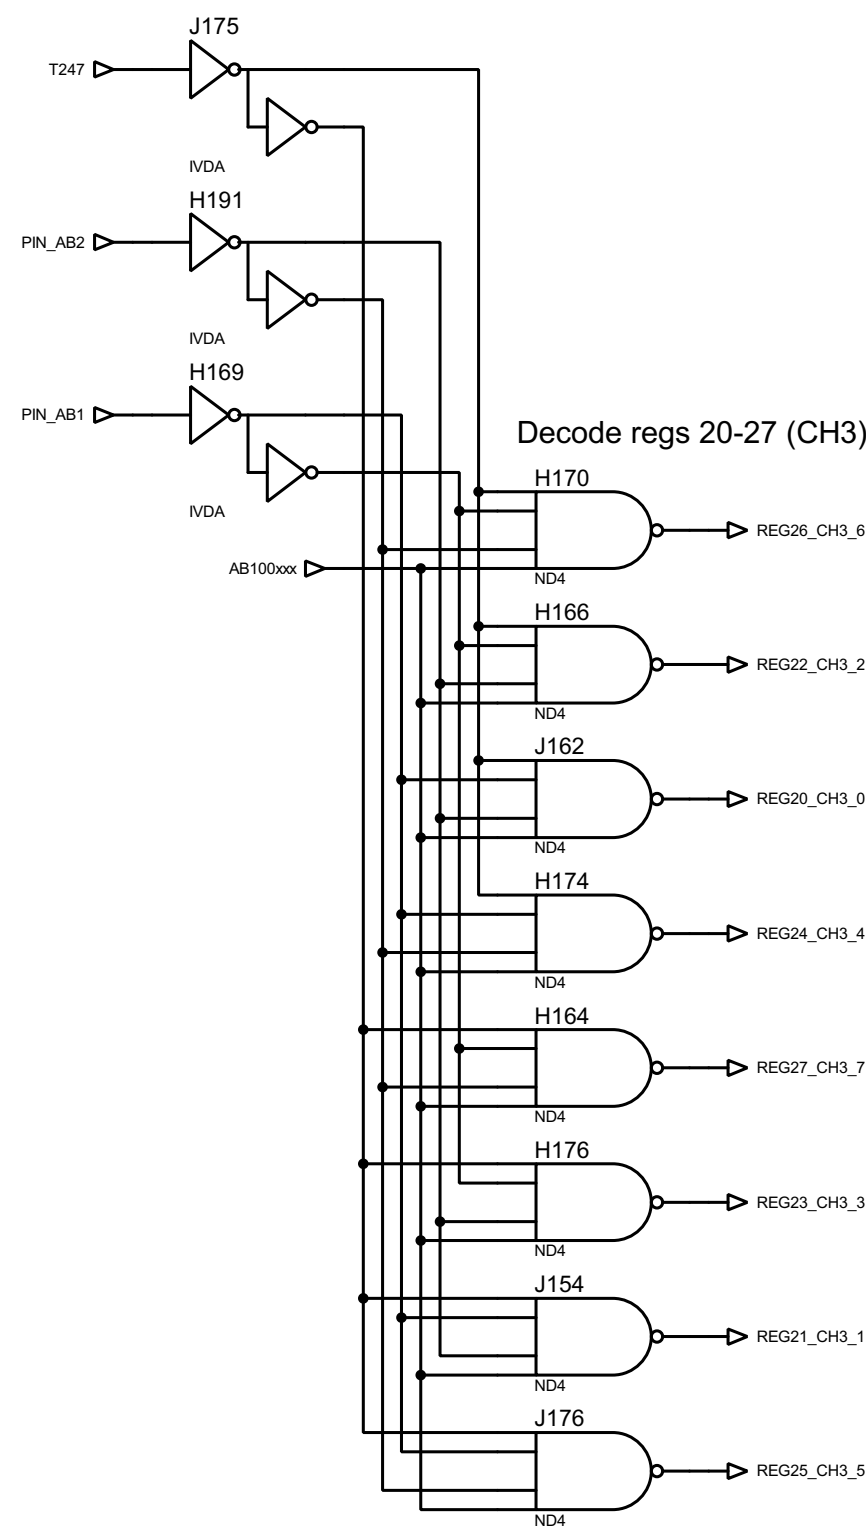 J175
T247
IVDA
H191
PIN_AB2
IVDA
H169
PIN_AB1
IVDA
Decode regs 20-27 (CH3)
H170
REG26_CH3_6
AB100xxx
ND4
H166
REG22_CH3_2
ND4
J162
REG20_CH3_0
ND4
H174
REG24_CH3_4
ND4
H164
REG27_CH3_7
ND4
H176
REG23_CH3_3
ND4
J154
REG21_CH3_1
ND4
J176
REG25_CH3_5
ND4